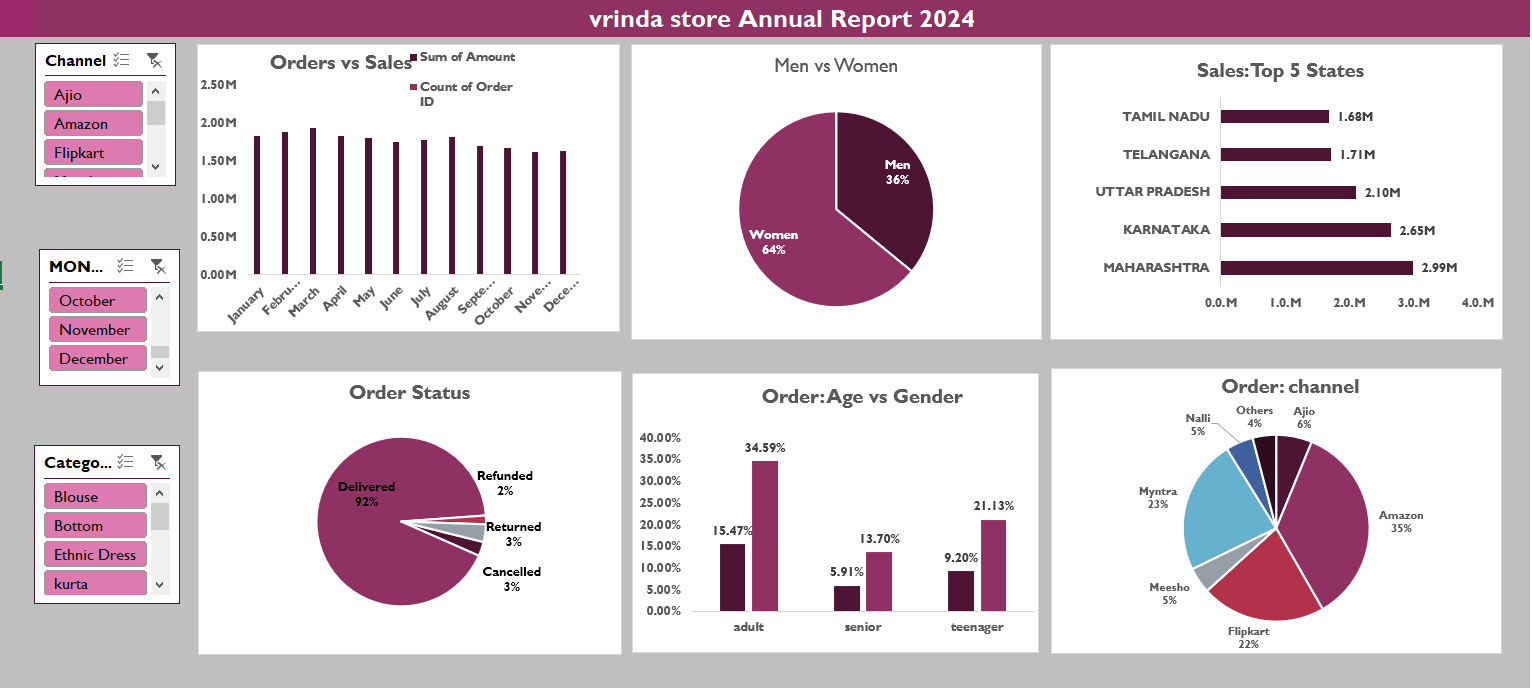 vrinda store Annual Report 2024
Channel
Ajio
Amazon
Flipkart
MON...
October
November
December
Catego...
Blouse
Bottom
Ethnic Dress
kurta
Orders vs Sales
Sum of Amount
Count of Order
ID
2.50M
2.00M
1.50M
1.00M
0.50M
0.00M
January
Febru...
March
April
May
June
July
August
Septe...
October
Nove...
Dece...
Men vs Women
Men
36%
Women
64%
Sales:Top 5 States
TAMIL NADU 1.68M
TELANGANA 1.71M
UTTAR PRADESH 2.10M
KARNATAKA 2.65M
MAHARASHTRA 2.99M
0.0.M 1.0.M 2.0.M 3.0.M 4.0.M
Order Status
Delivered
92%
Refunded
2%
Returned
3%
Cancelled
3%
Order:Age vs Gender
40.00%
35.00%
30.00%
25.00%
20.00%
15.00%
10.00%
5.00%
0.00%
15.47%
34.59%
5.91%
13.70%
9.20%
21.13%
adult senior teenager
Order: channel
Ajio
6%
Amazon
35%
Flipkart
22%
Meesho
5%
Myntra
23%
Nalli
5%
Others
4%